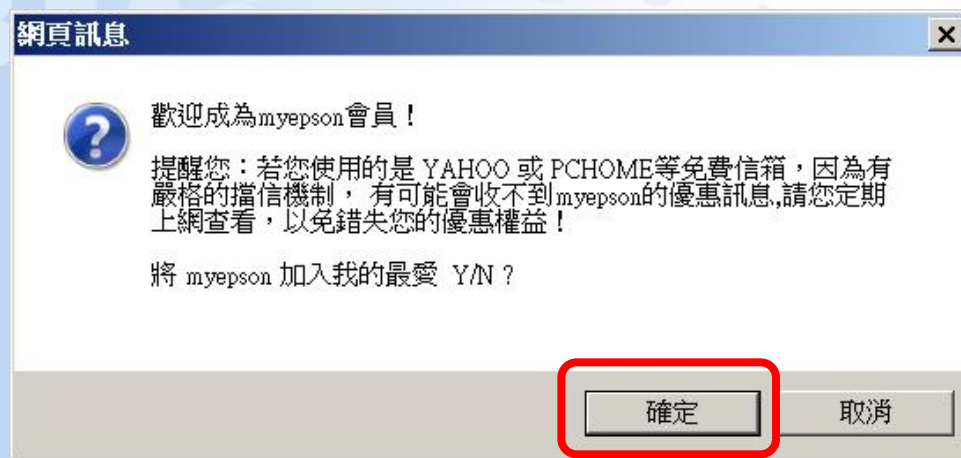 網頁訊息
歡迎成為myepson會員！
提醒您：若您使用的是 YAHOO 或 PCHOME等免費信箱，因為有
嚴格的擋信機制， 有可能會收不到myepson的優惠訊息,請您定期
上網查看，以免錯失您的優惠權益！
將 myepson 加入我的最愛 Y/N？
確定
取消